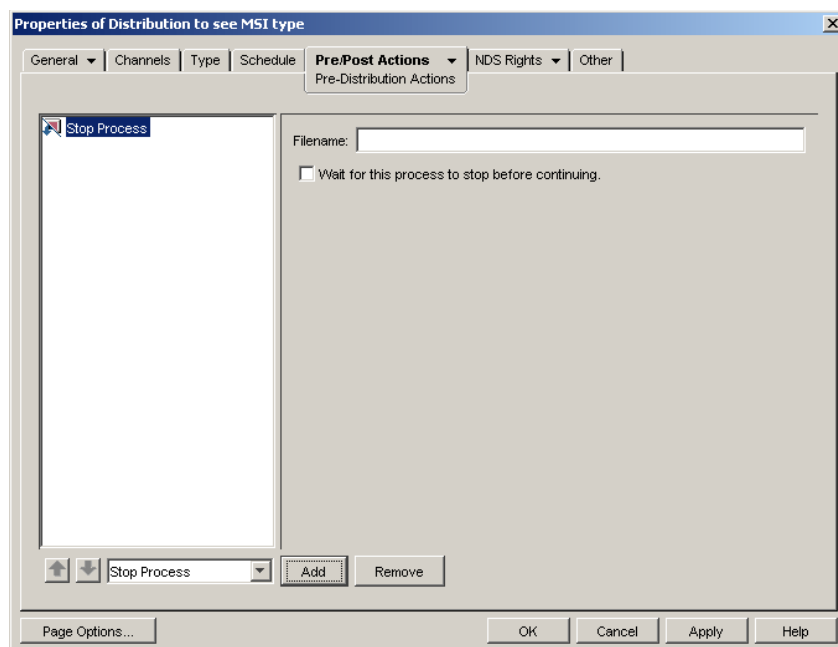 Properties of Distribution to see MSI type
General Channels Type Schedule Pre/Post Actions NDS Rights Other
Pre-Distribution Actions
Stop Process
Filename:
Wait for this process to stop before continuing.
Stop Process Add Remove
Page Options... OK Cancel Apply Help